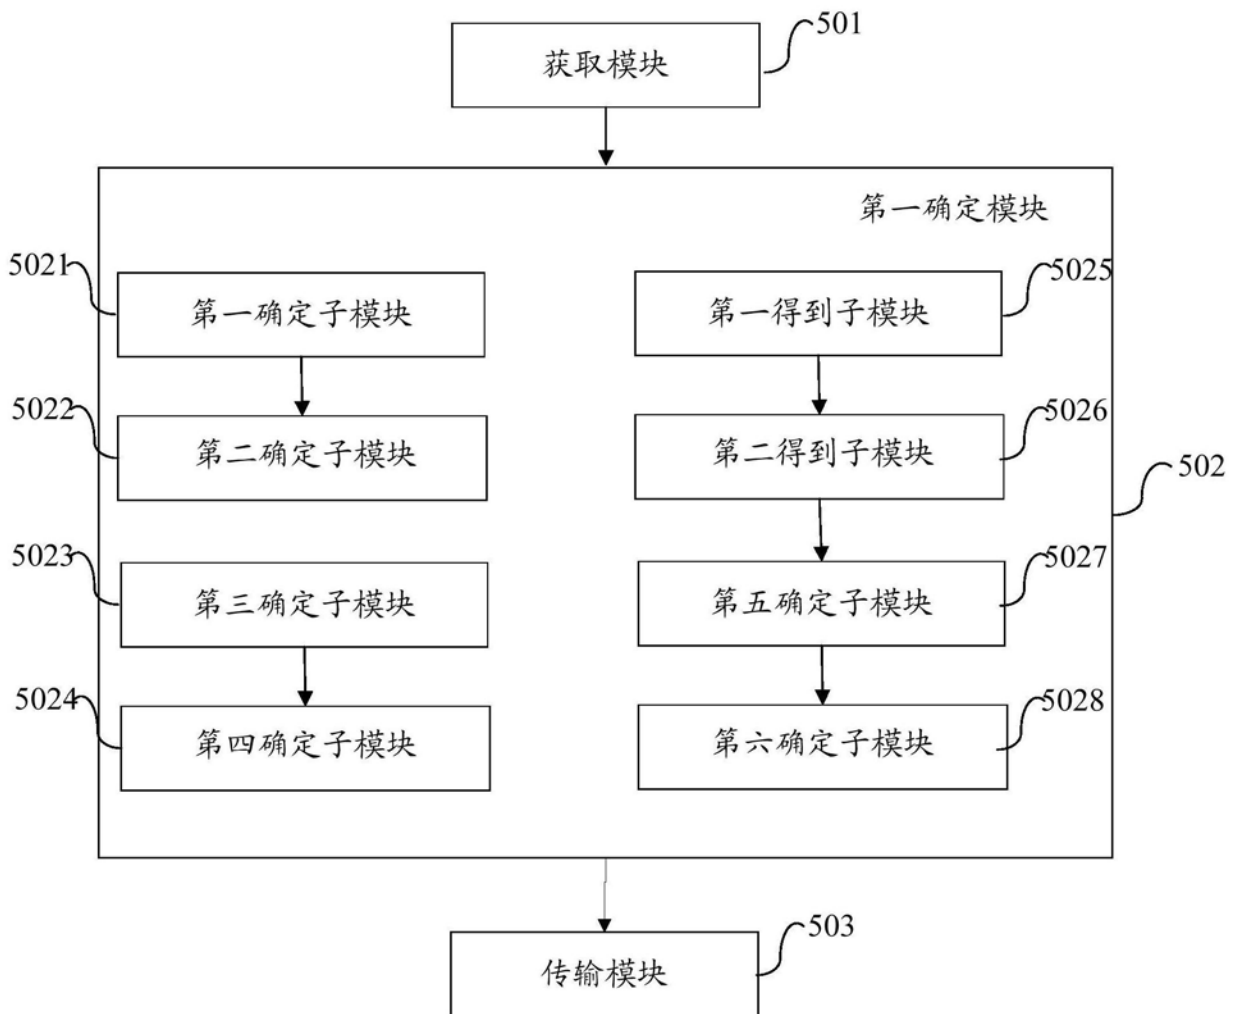 501
获取模块
第一确定模块
5021
第一确定子模块
5025
第一得到子模块
5022
第二确定子模块
5026
第二得到子模块
502
5023
第三确定子模块
5027
第五确定子模块
5024
第四确定子模块
5028
第六确定子模块
503
传输模块